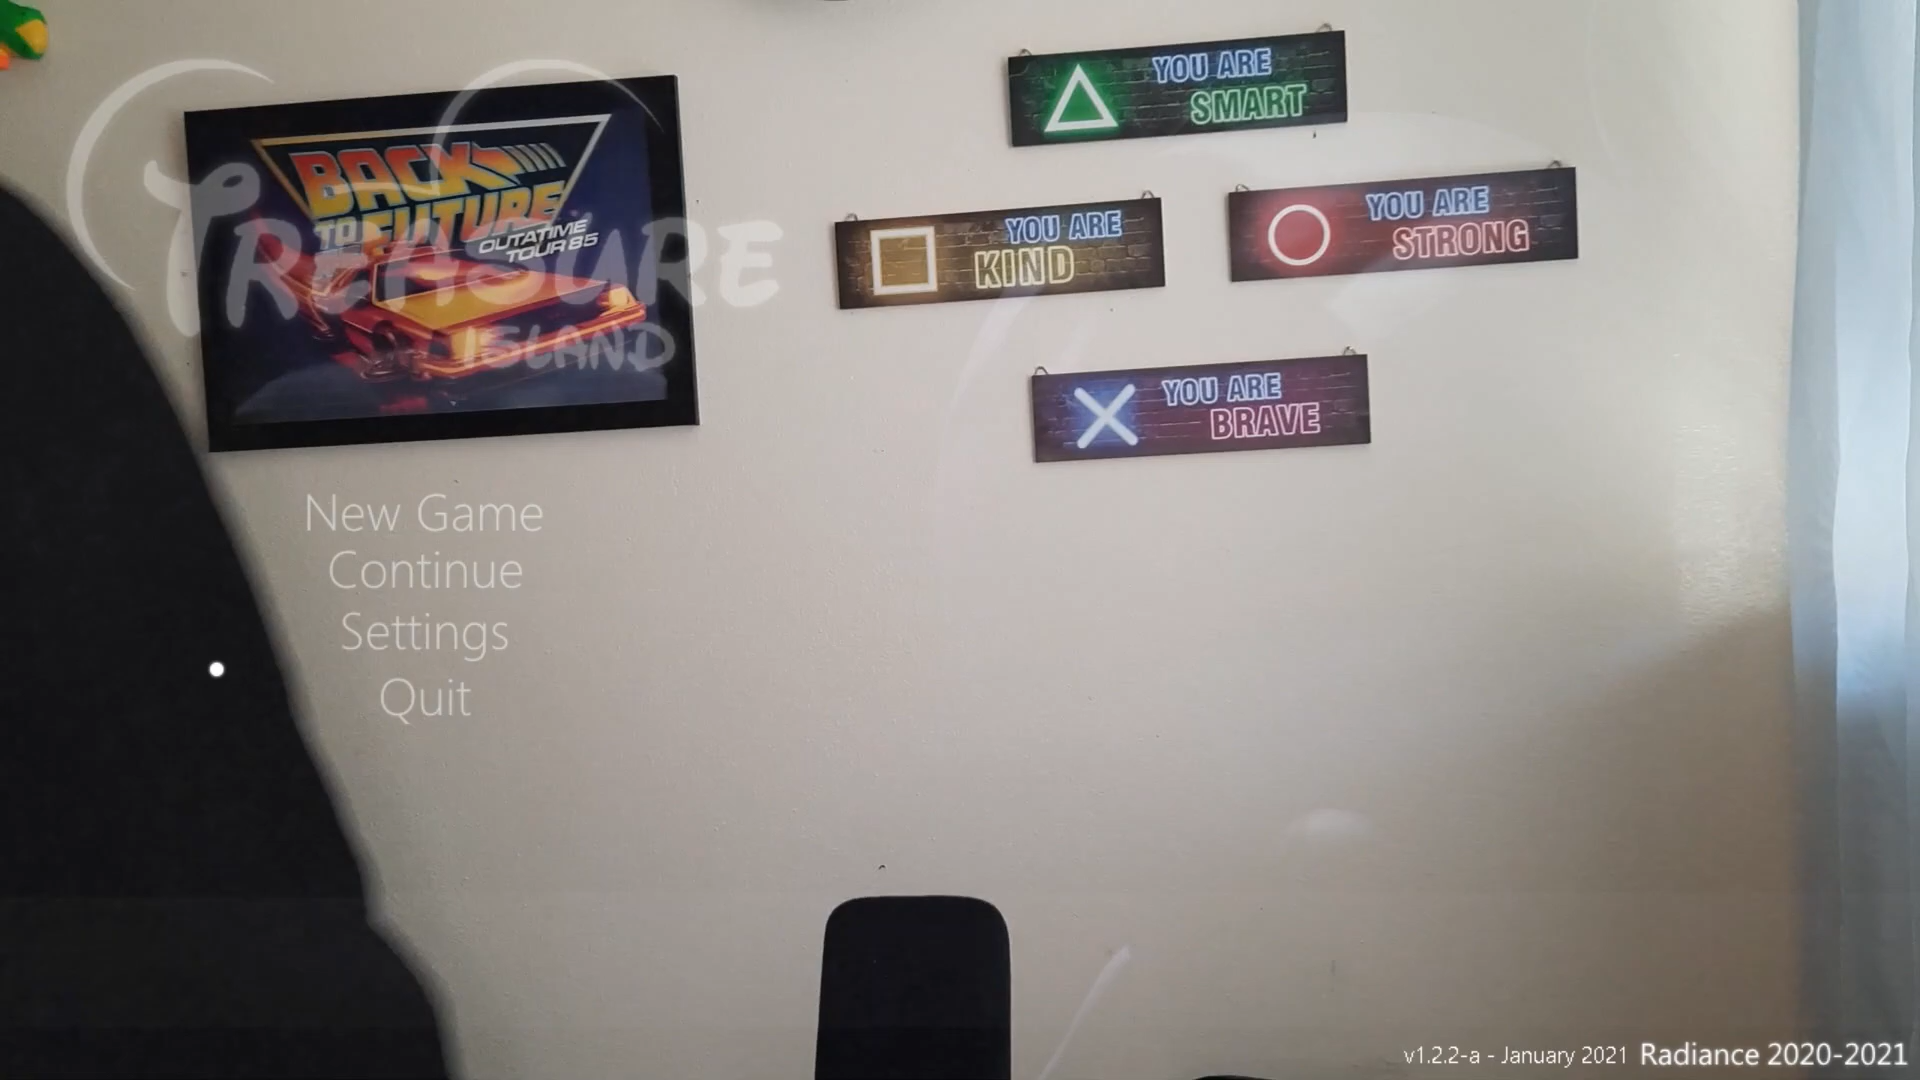 BACK
TO THE
FUTURE
OUTATIME
TOUR 85
TREASURE
ISLAND
YOU ARE
SMART
YOU ARE
KIND
YOU ARE
STRONG
YOU ARE
BRAVE
New Game
Continue
Settings
Quit
v1.2.2-a - January 2021 Radiance 2020-2021